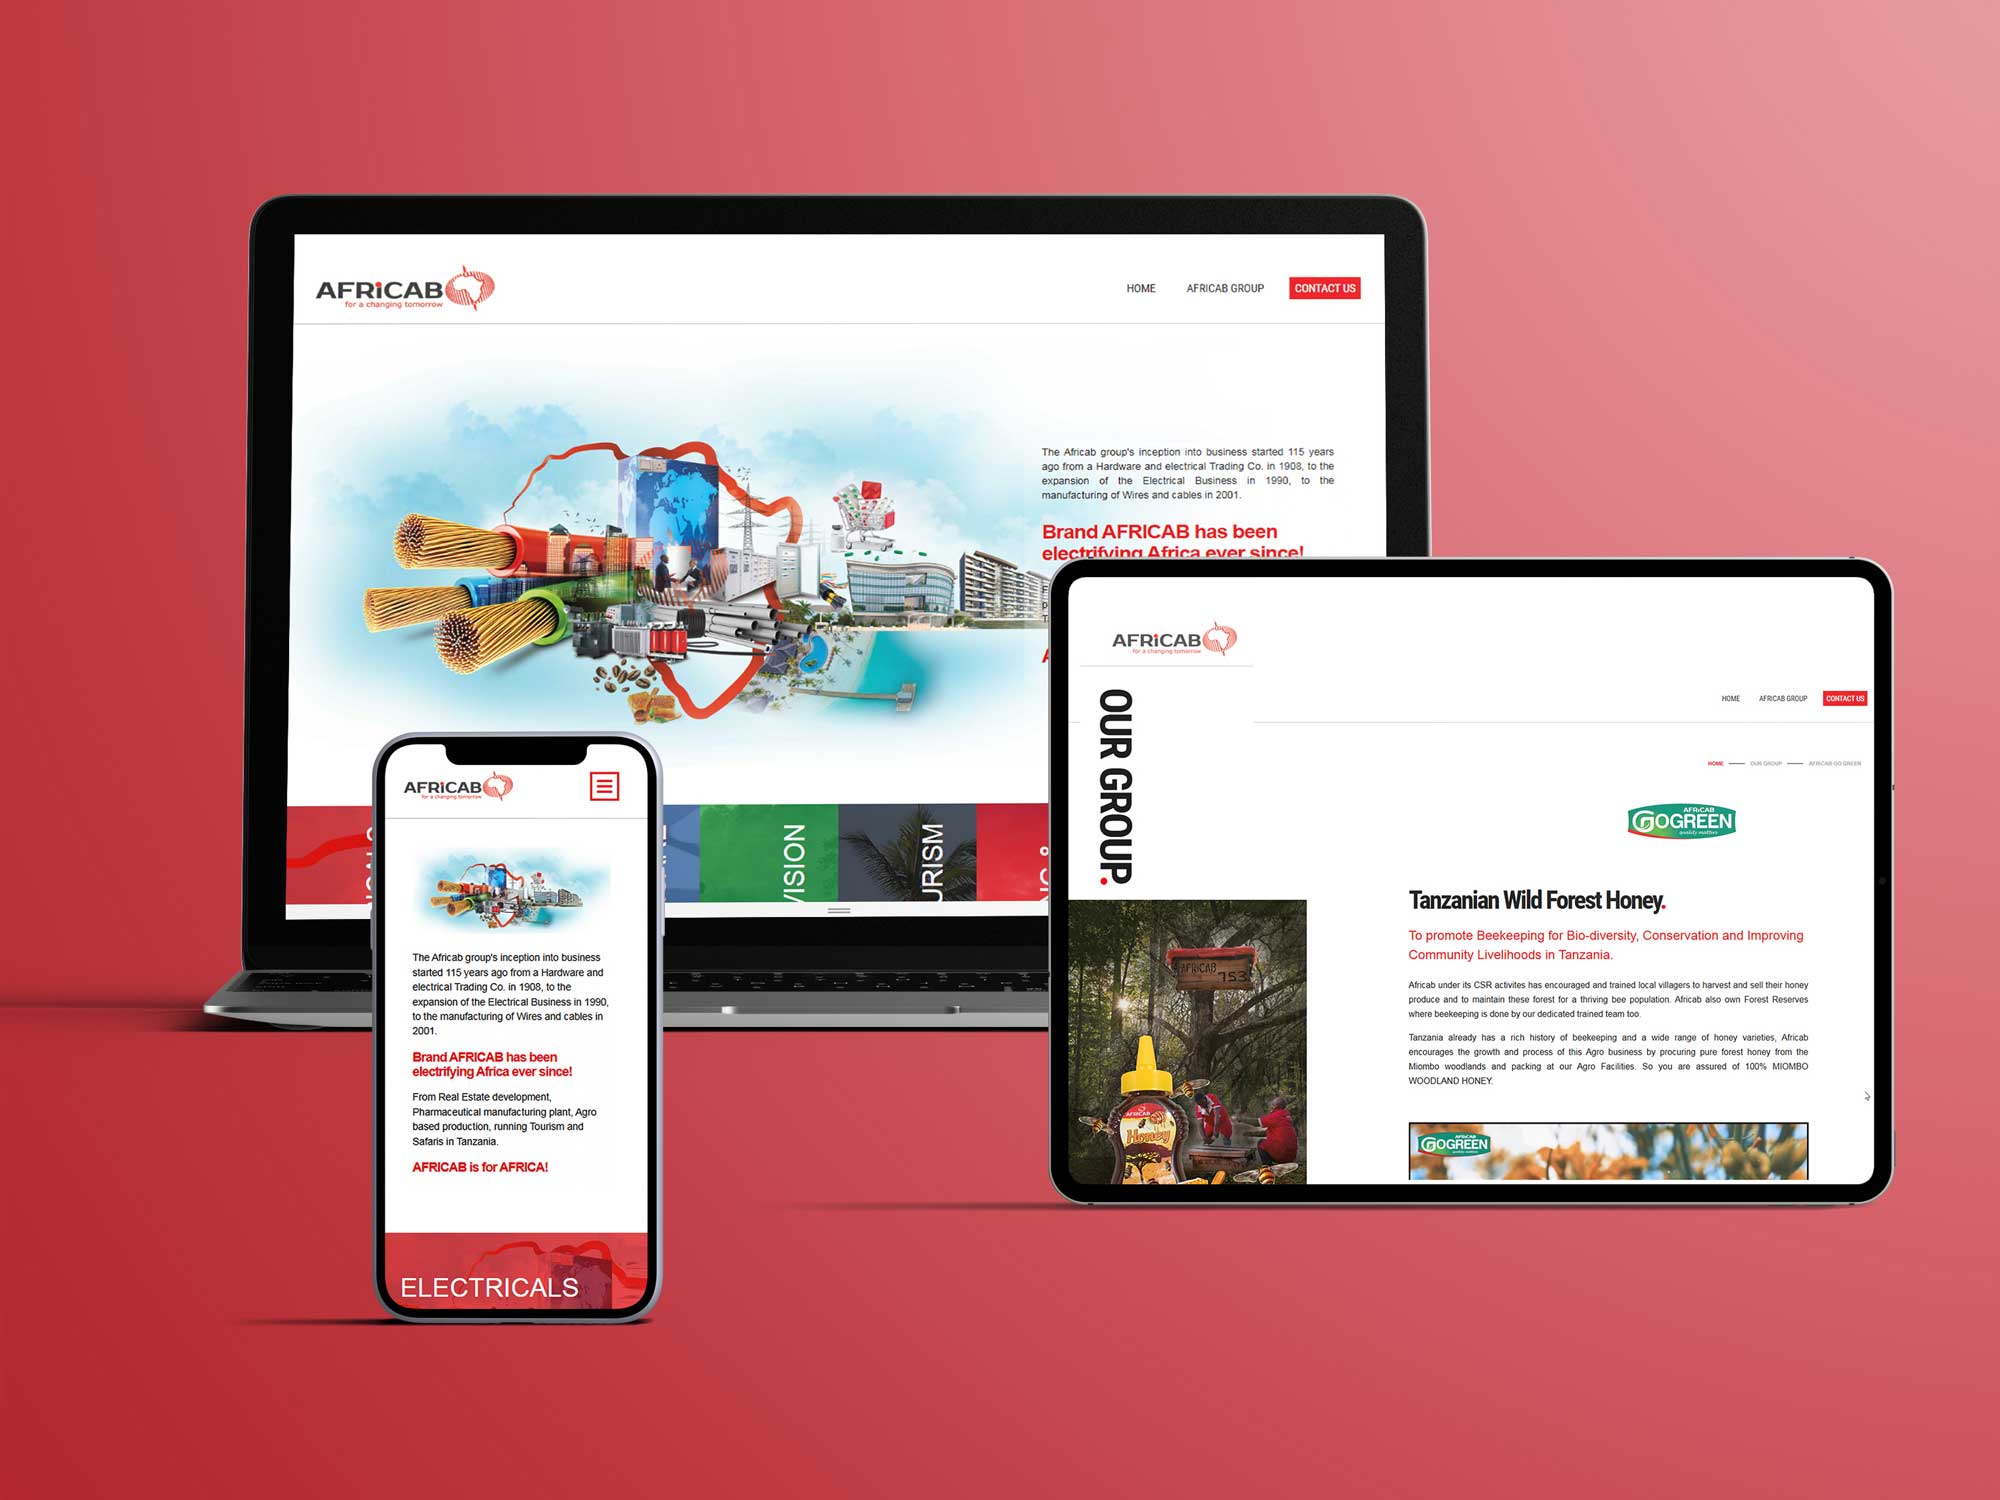 AFRiCAB
for a changing tomorrow
HOME
AFRICAB GROUP
CONTACT US
The Africab group's inception into business started 115 years
ago from a Hardware and electrical Trading Co. in 1908, to the
expansion of the Electrical Business in 1990, to the
manufacturing of Wires and cables in 2001.
Brand AFRICAB has been
electrifying Africa ever since!
VISION
URISM
AFRiCAB
for a changing tomorrow
The Africab group's inception into business
started 115 years ago from a Hardware and
electrical Trading Co. in 1908, to the
expansion of the Electrical Business in 1990,
to the manufacturing of Wires and cables in
2001.
Brand AFRICAB has been
electrifying Africa ever since!
From Real Estate development,
Pharmaceutical manufacturing plant, Agro
based production, running Tourism and
Safaris in Tanzania.
AFRICAB is for AFRICA!
ELECTRICALS
AFRiCAB
for a changing tomorrow
HOME
AFRICAB GROUP
CONTACT US
OUR GROUP.
HOME
OUR GROUP
AFRICAB GO GREEN
AFRiCAB
GOGREEN
quality matters
Tanzanian Wild Forest Honey.
To promote Beekeeping for Bio-diversity, Conservation and Improving
Community Livelihoods in Tanzania.
Africab under its CSR activites has encouraged and trained local villagers to harvest and sell their honey
produce and to maintain these forest for a thriving bee population. Africab also own Forest Reserves
where beekeeping is done by our dedicated trained team too.
Tanzania already has a rich history of beekeeping and a wide range of honey varieties, Africab
encourages the growth and process of this Agro business by procuring pure forest honey from the
Miombo woodlands and packing at our Agro Facilities. So you are assured of 100% MIOMBO
WOODLAND HONEY.
AFRICAB
753
AFRICAB
Honey
AFRiCAB
GOGREEN
quality matters